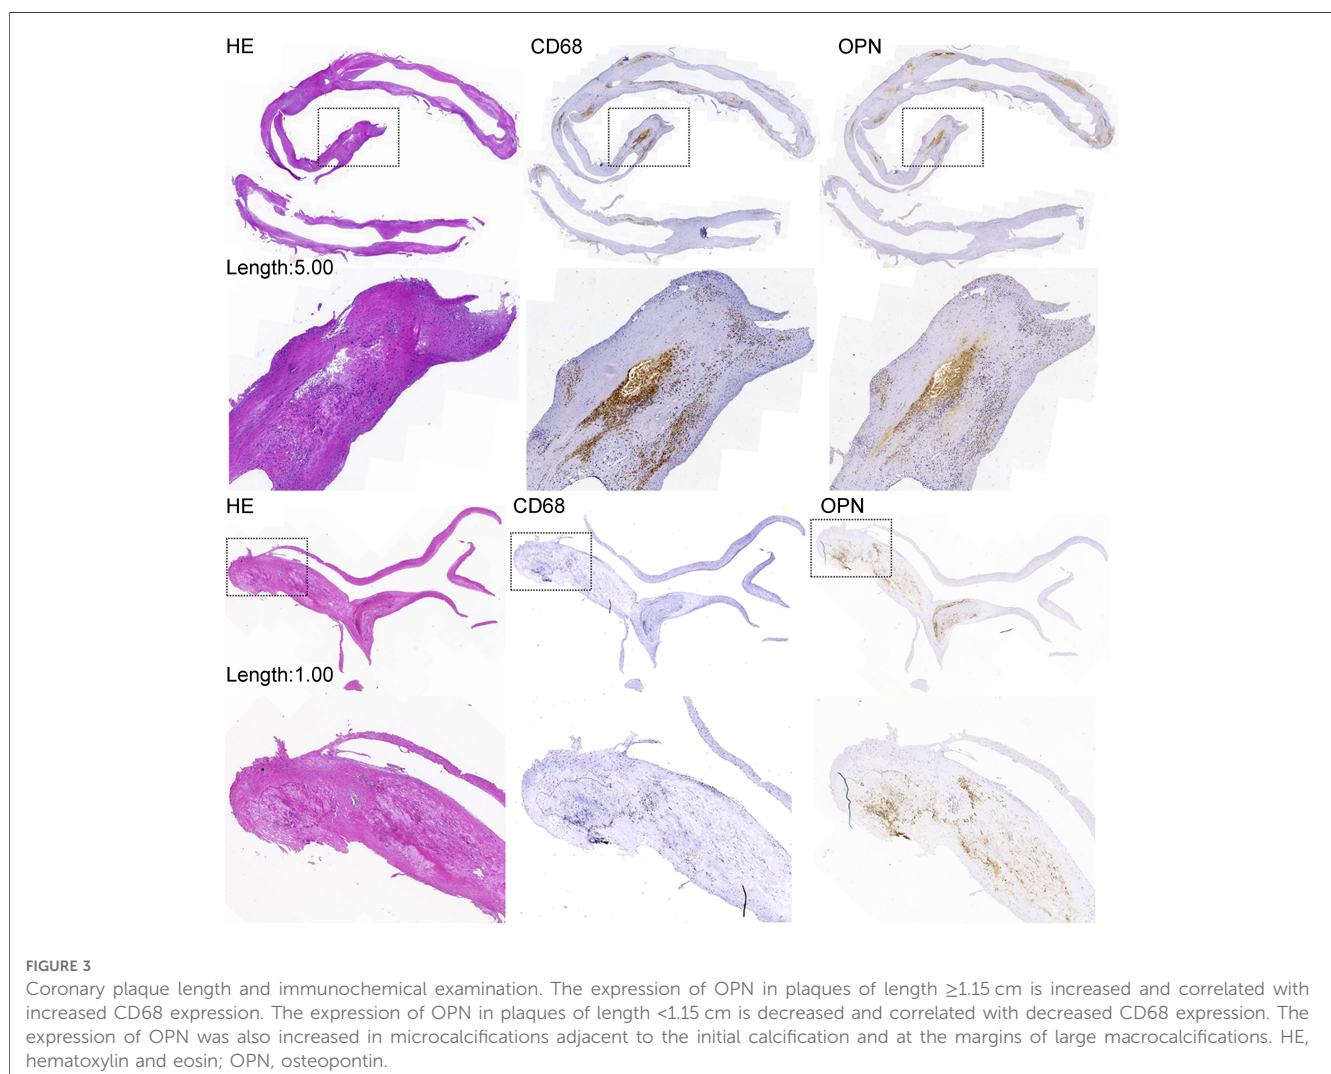 HE
CD68
OPN
Length:5.00
HE
CD68
OPN
Length:1.00
FIGURE 3
Coronary plaque length and immunochemical examination. The expression of OPN in plaques of length ≥1.15 cm is increased and correlated with
increased CD68 expression. The expression of OPN in plaques of length <1.15 cm is decreased and correlated with decreased CD68 expression. The
expression of OPN was also increased in microcalcifications adjacent to the initial calcification and at the margins of large macrocalcifications. HE,
hematoxylin and eosin; OPN, osteopontin.